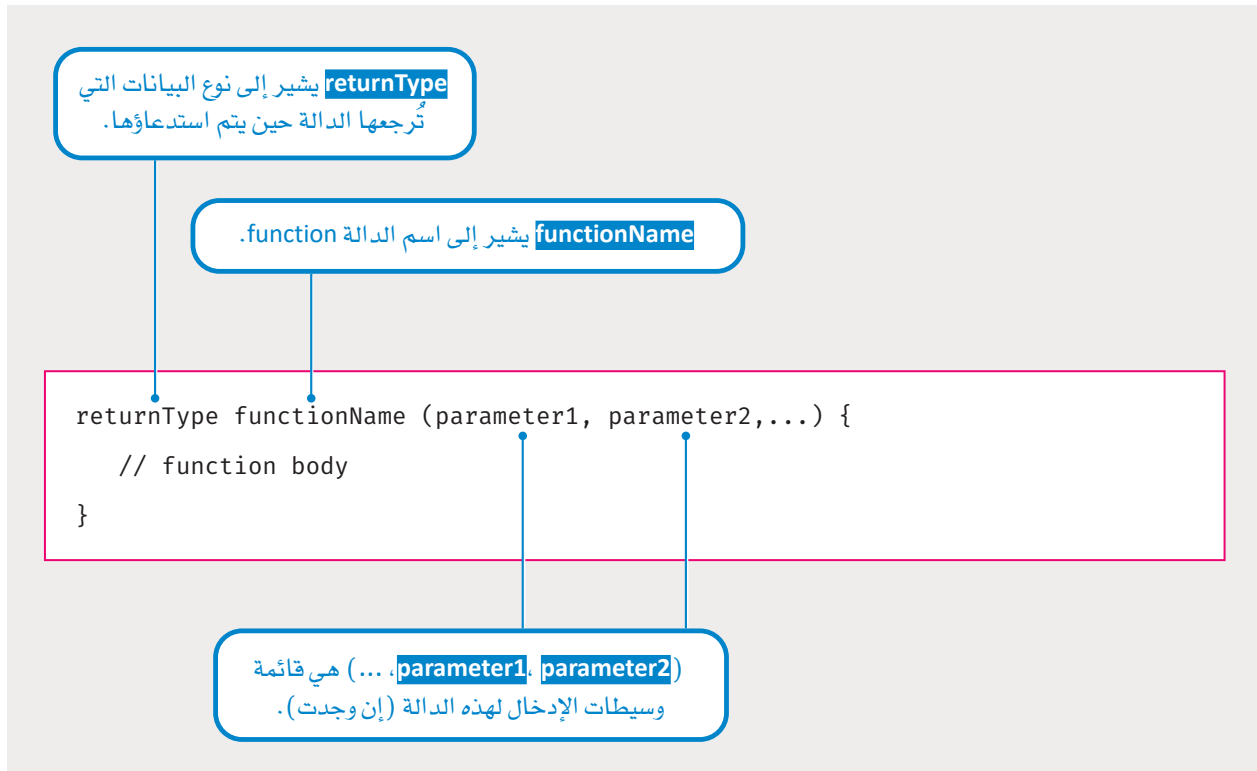 returnType يشير إلى نوع البيانات التي
تُرجعها الدالة حين يتم استدعاؤها.
functionName يشير إلى اسم الدالة function.
returnType functionName (parameter1, parameter2,...) {
// function body
}
(parameter2 ،parameter1، ...) هي قائمة
وسيطات الإدخال لهذه الدالة (إن وجدت).